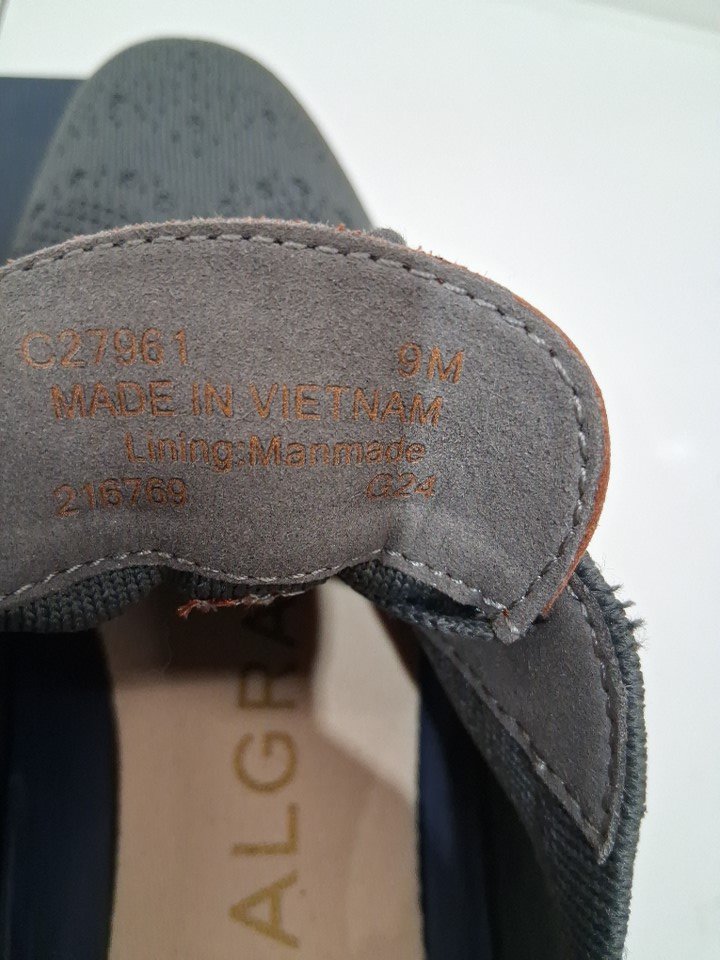 C27961 9M
MADE IN VIETNAM
Lining:Manmade
216769 G24
ALGRA